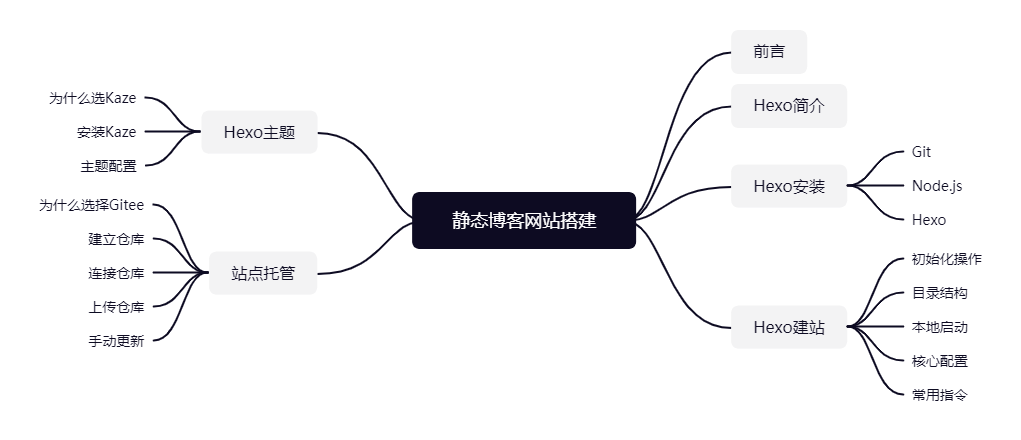 静态博客网站搭建
前言
Hexo简介
Hexo安装
Git
Node.js
Hexo
Hexo建站
初始化操作
目录结构
本地启动
核心配置
常用指令
Hexo主题
为什么选Kaze
安装Kaze
主题配置
站点托管
为什么选择Gitee
建立仓库
连接仓库
上传仓库
手动更新